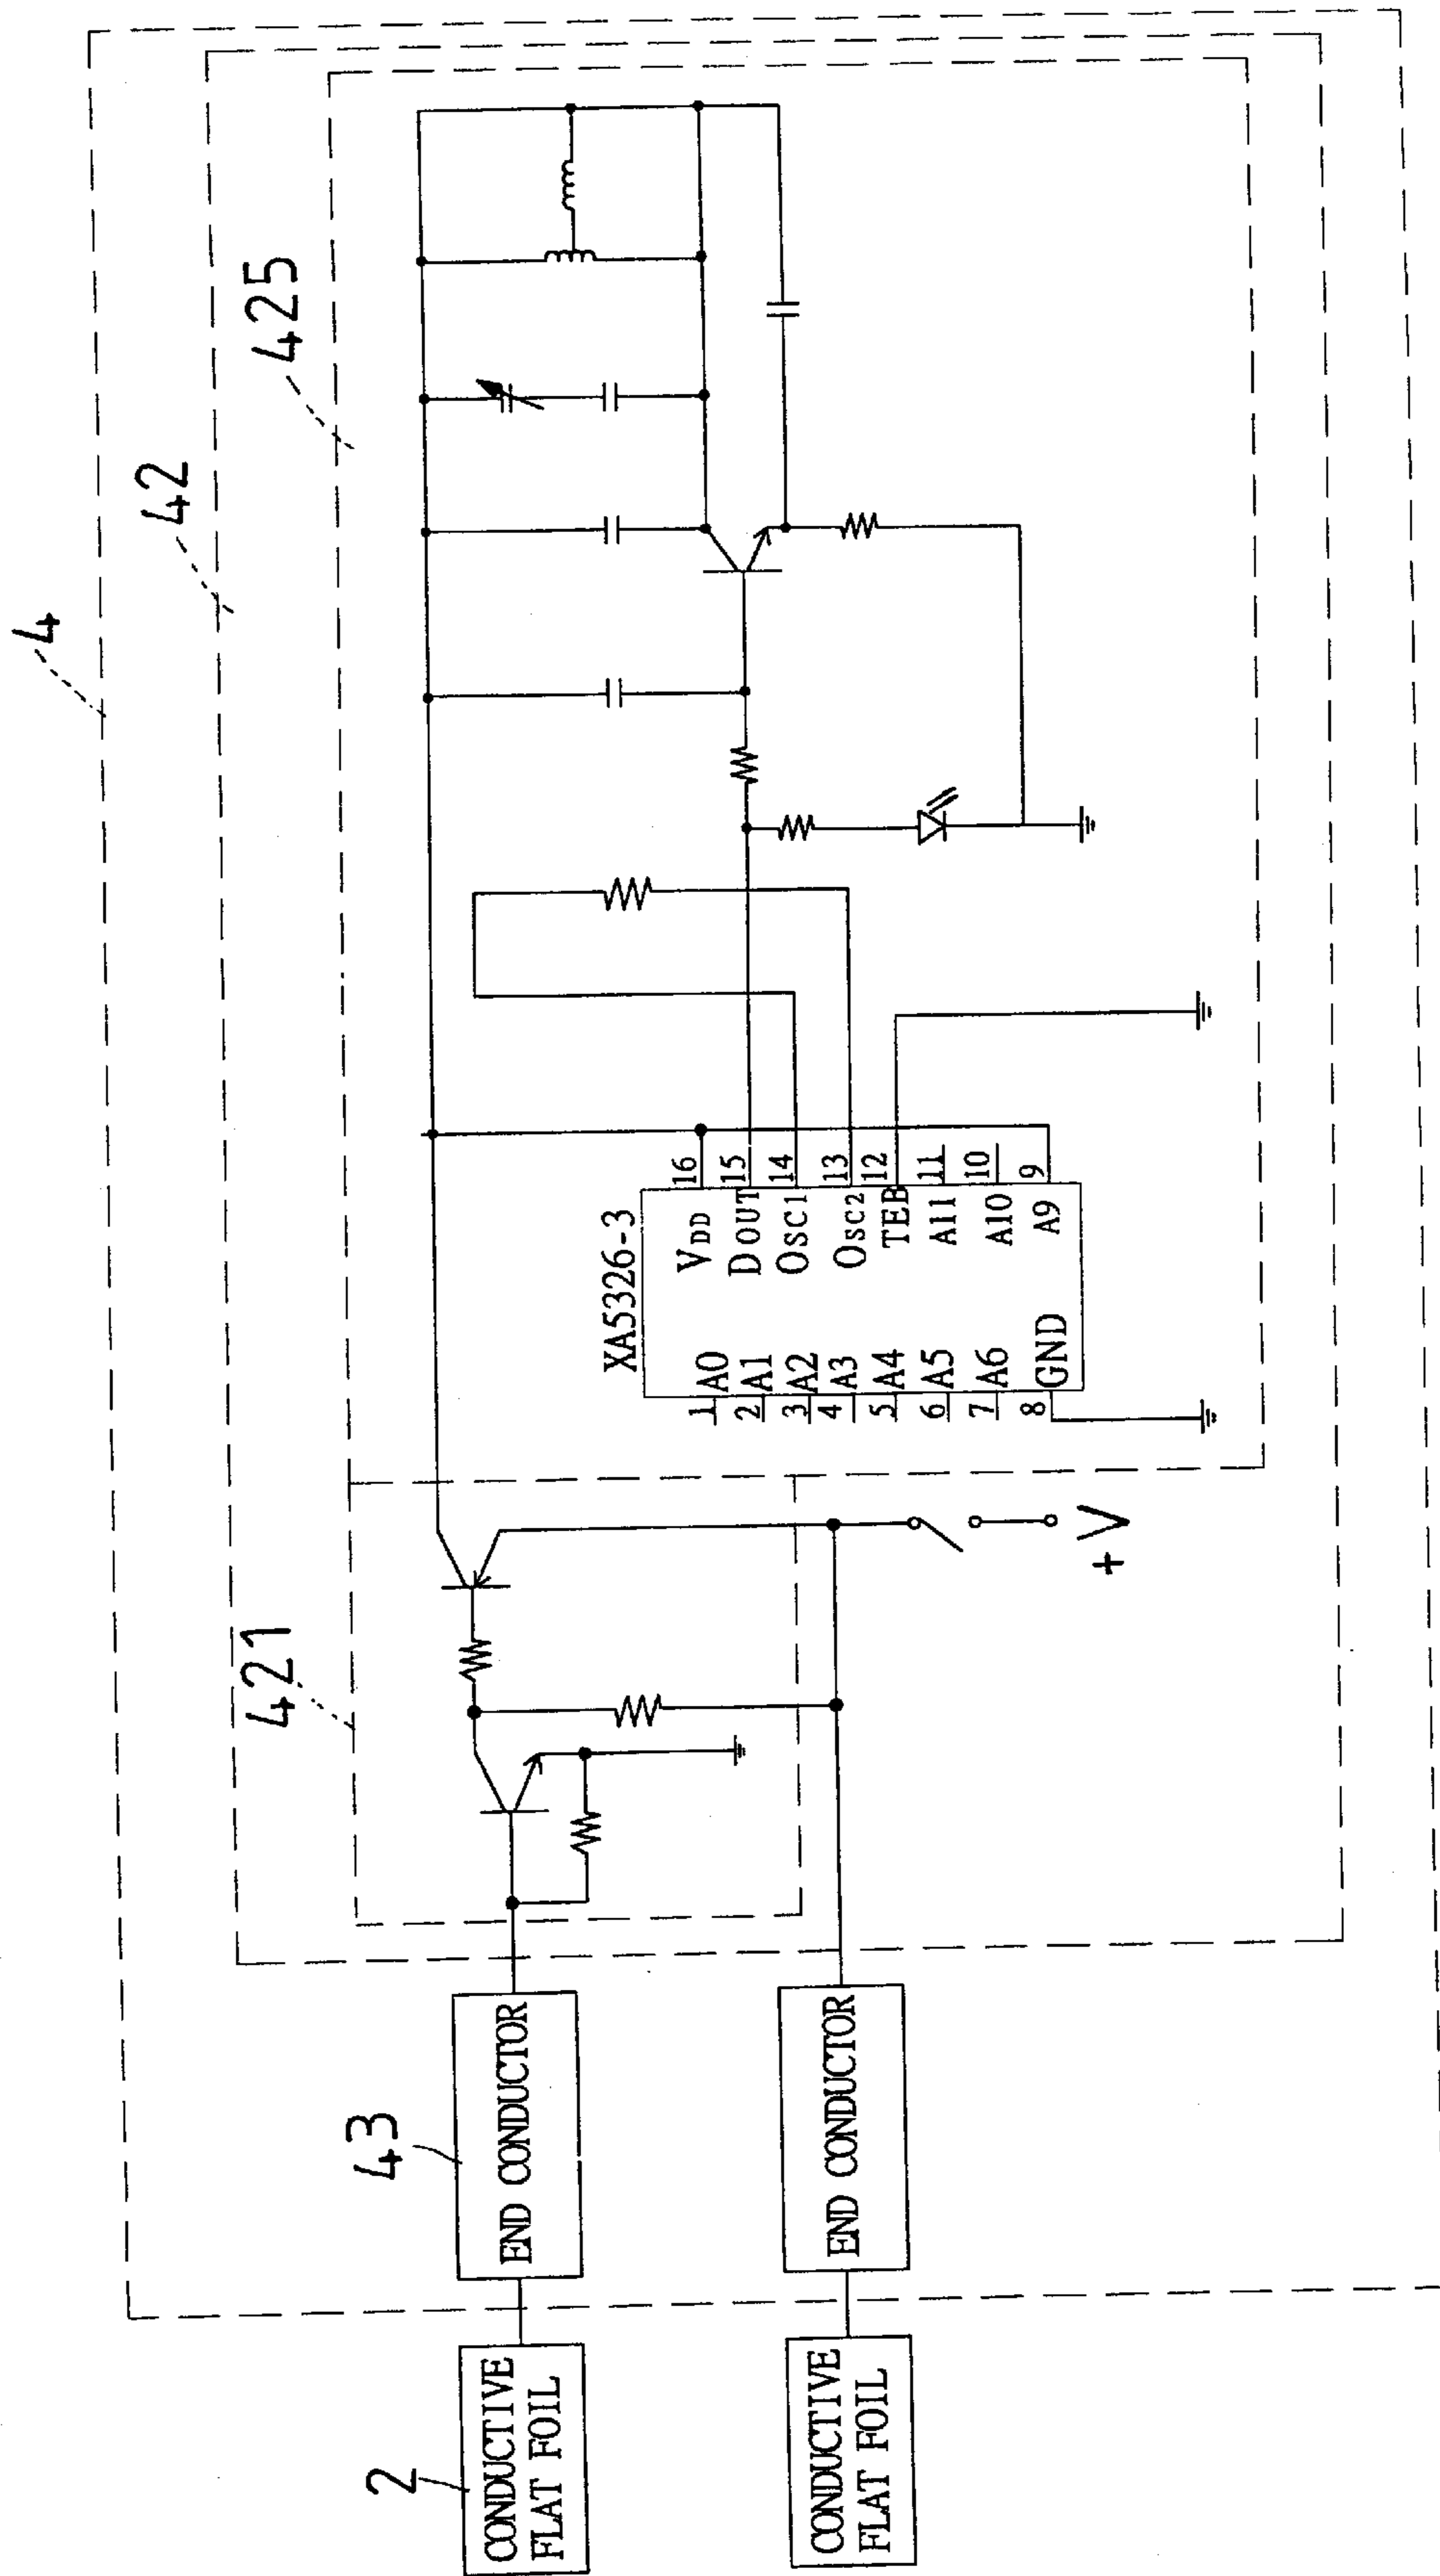 4
42
425
421
43
2
XA5326-3
1 A0
2 A1
3 A2
4 A3
5 A4
6 A5
7 A6
8 GND
16 VDD
15 DOUT
14 OSC1
13 OSC2
12 TEB
11 A11
10 A10
9 A9
+V
END CONDUCTOR
END CONDUCTOR
CONDUCTIVE
FLAT FOIL
CONDUCTIVE
FLAT FOIL